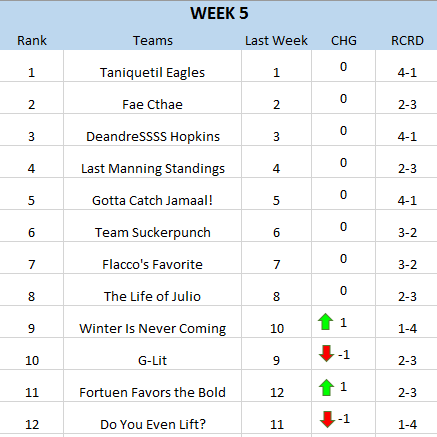 WEEK 5
Rank Teams Last Week CHG RCRD
1 Taniquetil Eagles 1 0 4-1
2 Fae Cthae 2 0 2-3
3 DeandreSSSS Hopkins 3 0 4-1
4 Last Manning Standings 4 0 2-3
5 Gotta Catch Jamaal! 5 0 4-1
6 Team Suckerpunch 6 0 3-2
7 Flacco's Favorite 7 0 3-2
8 The Life of Julio 8 0 2-3
9 Winter Is Never Coming 10 1 1-4
10 G-Lit 9 -1 2-3
11 Fortuen Favors the Bold 12 1 2-3
12 Do You Even Lift? 11 -1 1-4